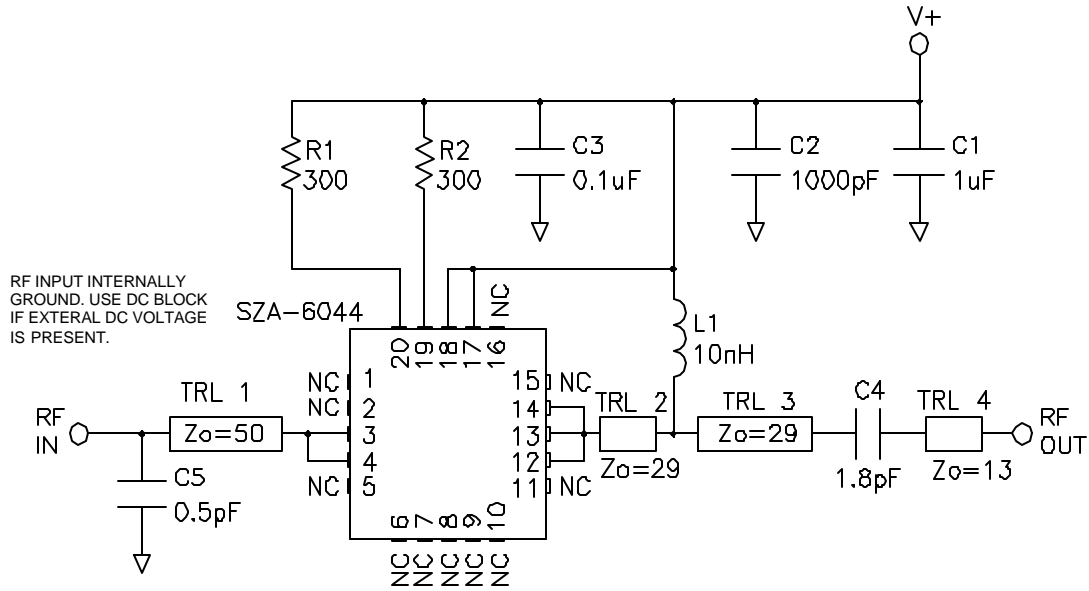 V+
R1
300
R2
300
C3
0.1uF
C2
1000pF
C1
1uF
RF INPUT INTERNALLY
GROUND. USE DC BLOCK
IF EXTERAL DC VOLTAGE
IS PRESENT.
SZA-6044
20
19
18
17
16
NC
L1
10nH
NC 1
NC 2
3
4
NC 5
15 NC
14
13
12
11 NC
6
7
8
9
10
NC
NC
NC
NC
NC
RF
IN
TRL 1
Zo=50
C5
0.5pF
TRL 2
Zo=29
TRL 3
Zo=29
C4
1.8pF
TRL 4
Zo=13
RF
OUT